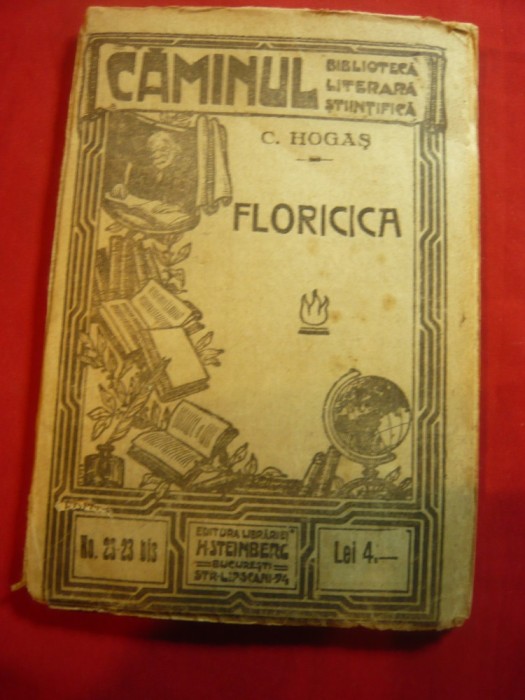 CĂMINUL
BIBLIOTECĂ
LITERARĂ
ȘTIINȚIFICĂ
C. HOGAȘ
FLORICICA
No. 23-23 bis
EDITURA LIBRĂRIEI
H. STEINBERG
BUCUREȘTI
STR. LIPSCANI-94
Lei 4.—